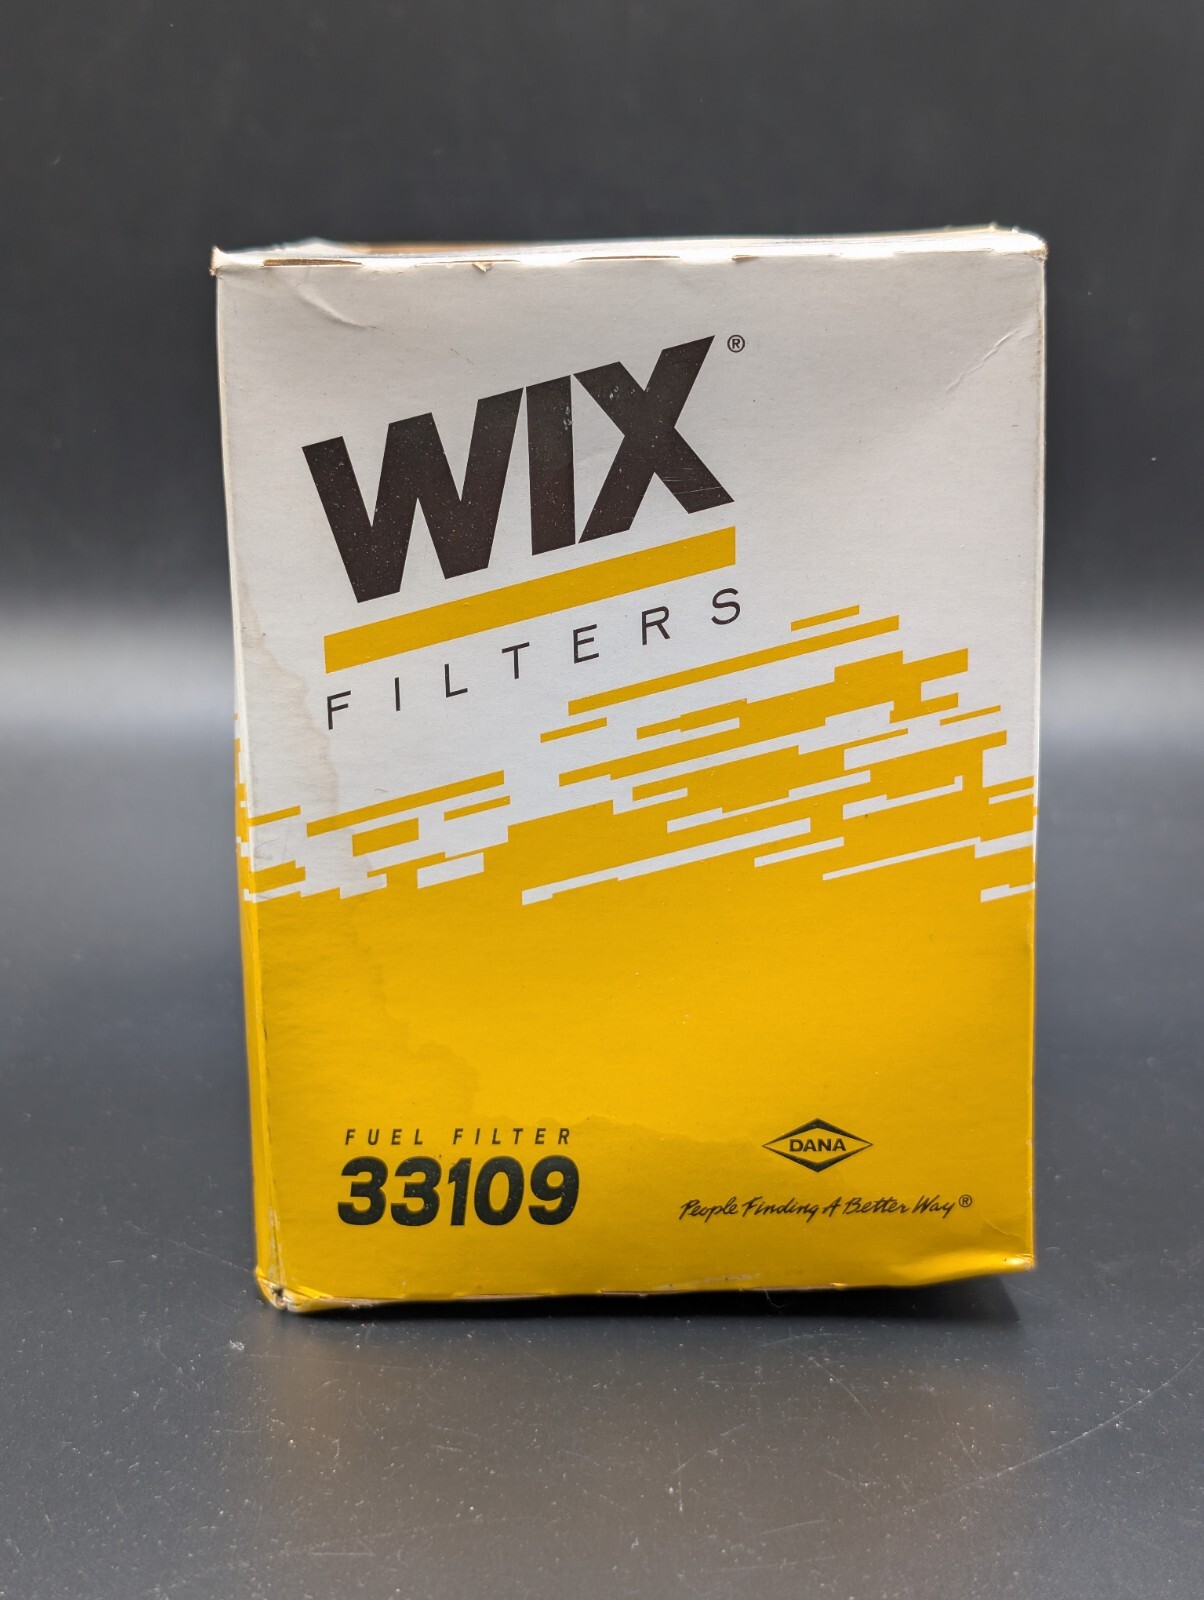 WIX®
FILTERS
FUEL FILTER
33109
DANA
People Finding A Better Way®